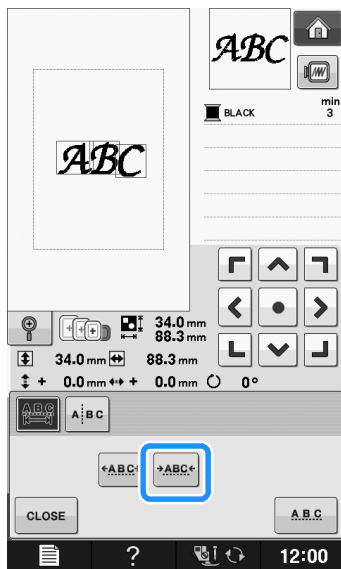 ABC
min
BLACK 3
ABC
34.0 mm
88.3 mm
34.0 mm 88.3 mm
+ 0.0 mm + 0.0 mm 0°
ABC A BC
ABC ABC
CLOSE ABC
? 12:00